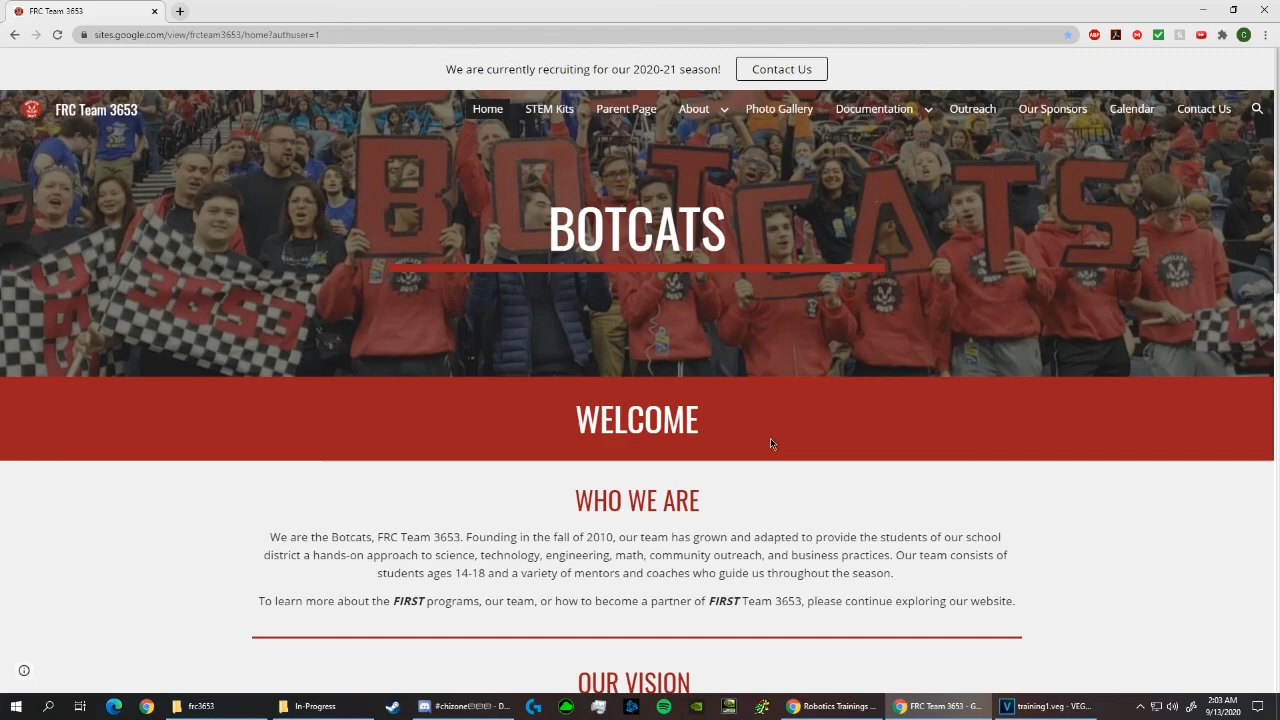 FRC Team 3653
sites.google.com/view/frcteam3653/home?authuser=1
We are currently recruiting for our 2020-21 season!
Contact Us
FRC Team 3653
Home
STEM Kits
Parent Page
About
Photo Gallery
Documentation
Outreach
Our Sponsors
Calendar
Contact Us
BOTCATS
3653
BOTCATS
WELCOME
WHO WE ARE
We are the Botcats, FRC Team 3653. Founding in the fall of 2010, our team has grown and adapted to provide the students of our school
district a hands-on approach to science, technology, engineering, math, community outreach, and business practices. Our team consists of
students ages 14-18 and a variety of mentors and coaches who guide us throughout the season.
To learn more about the FIRST programs, our team, or how to become a partner of FIRST Team 3653, please continue exploring our website.
OUR VISION
frc3653
In-Progress
#chizone - D...
Robotics Trainings ...
FRC Team 3653 - G...
training1.veg - VEG...
2:03 AM
9/13/2020